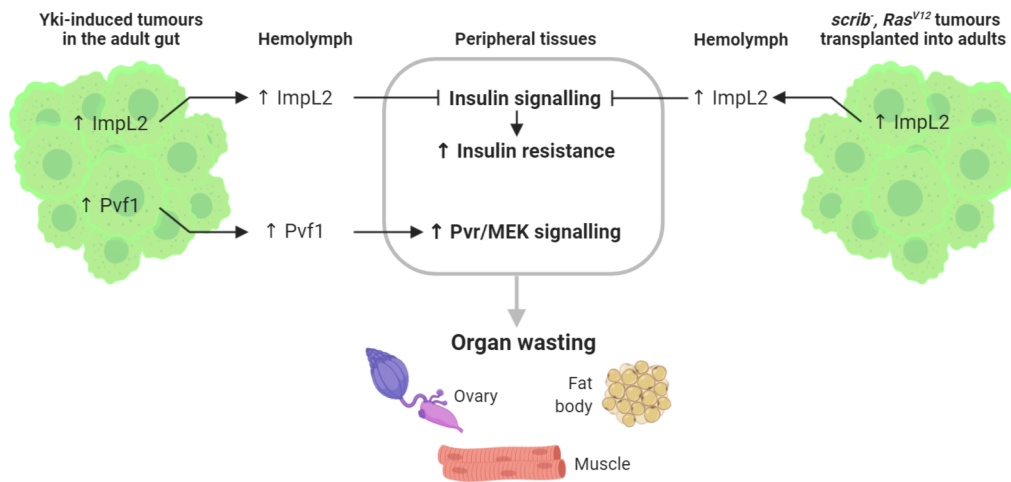 Yki-induced tumours
in the adult gut
Hemolymph
Peripheral tissues
Hemolymph
scrib-, RasV12 tumours
transplanted into adults
↑ ImpL2
↑ ImpL2
Insulin signalling
↑ ImpL2
↑ ImpL2
↑ Insulin resistance
↑ Pvf1
↑ Pvf1
↑ Pvr/MEK signalling
Organ wasting
Ovary
Fat
body
Muscle